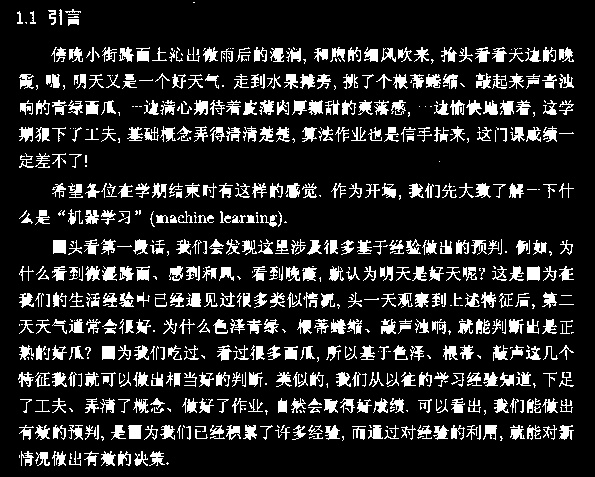 1.1 引言
傍晚小街路面上沁出微雨后的湿润, 和煦的细风吹来, 抬头看看天边的晚
霞, 嗯, 明天又是一个好天气. 走到水果摊旁, 挑了个根蒂蜷缩、敲起来声音浊
响的青绿西瓜, 一边满心期待着皮薄肉厚瓤甜的爽落感, 一边愉快地想着, 这学
期狠下了工夫, 基础概念弄得清清楚楚, 算法作业也是信手拈来, 这门课成绩一
定差不了!
希望各位在学期结束时有这样的感觉. 作为开场, 我们先大致了解一下什
么是“机器学习”(machine learning).
回头看第一段话, 我们会发现这里涉及很多基于经验做出的预判. 例如, 为
什么看到微湿路面、感到和风、看到晚霞, 就认为明天是好天呢? 这是因为在
我们的生活经验中已经遇见过很多类似情况, 头一天观察到上述特征后, 第二
天天气通常会很好. 为什么色泽青绿、根蒂蜷缩、敲声浊响, 就能判断出是正
熟的好瓜? 因为我们吃过、看过很多西瓜, 所以基于色泽、根蒂、敲声这几个
特征我们就可以做出相当好的判断. 类似的, 我们从以往的学习经验知道, 下足
了工夫、弄清了概念、做好了作业, 自然会取得好成绩. 可以看出, 我们能做出
有效的预判, 是因为我们已经积累了许多经验, 而通过对经验的利用, 就能对新
情况做出有效的决策.